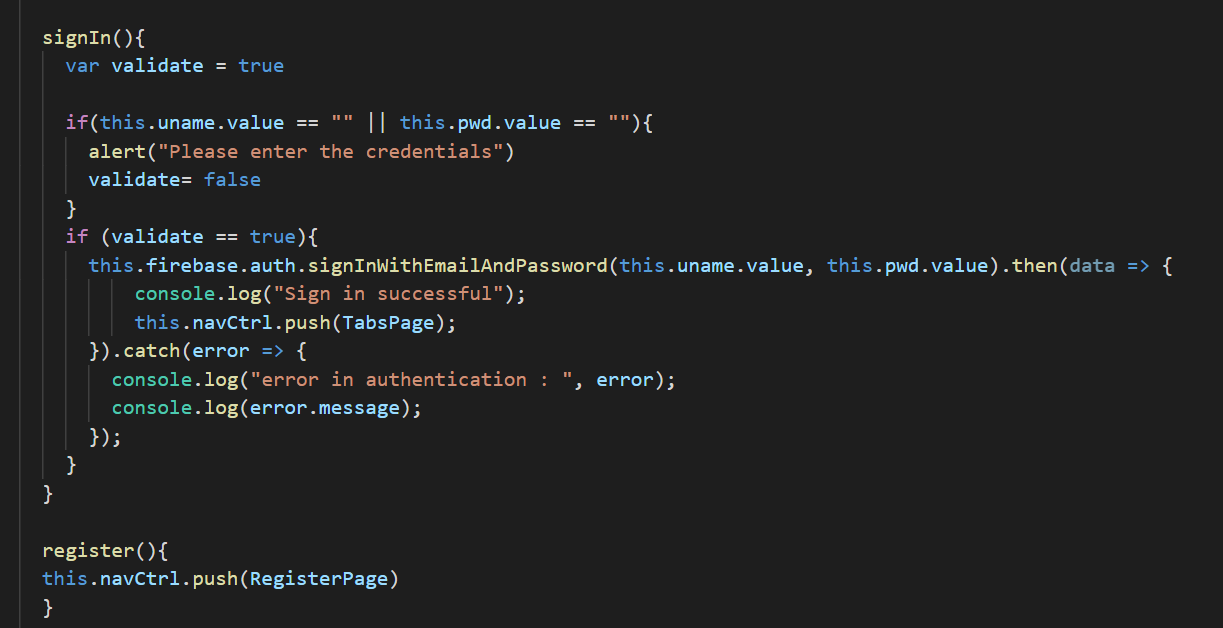 signIn(){
  var validate = true

  if(this.uname.value == "" || this.pwd.value == ""){
    alert("Please enter the credentials")
    validate= false
  }
  if (validate == true){
    this.firebase.auth.signInWithEmailAndPassword(this.uname.value, this.pwd.value).then(data => {
        console.log("Sign in successful");
        this.navCtrl.push(TabsPage);
    }).catch(error => {
      console.log("error in authentication : ", error);
      console.log(error.message);
    });
  }
}

register(){
this.navCtrl.push(RegisterPage)
}